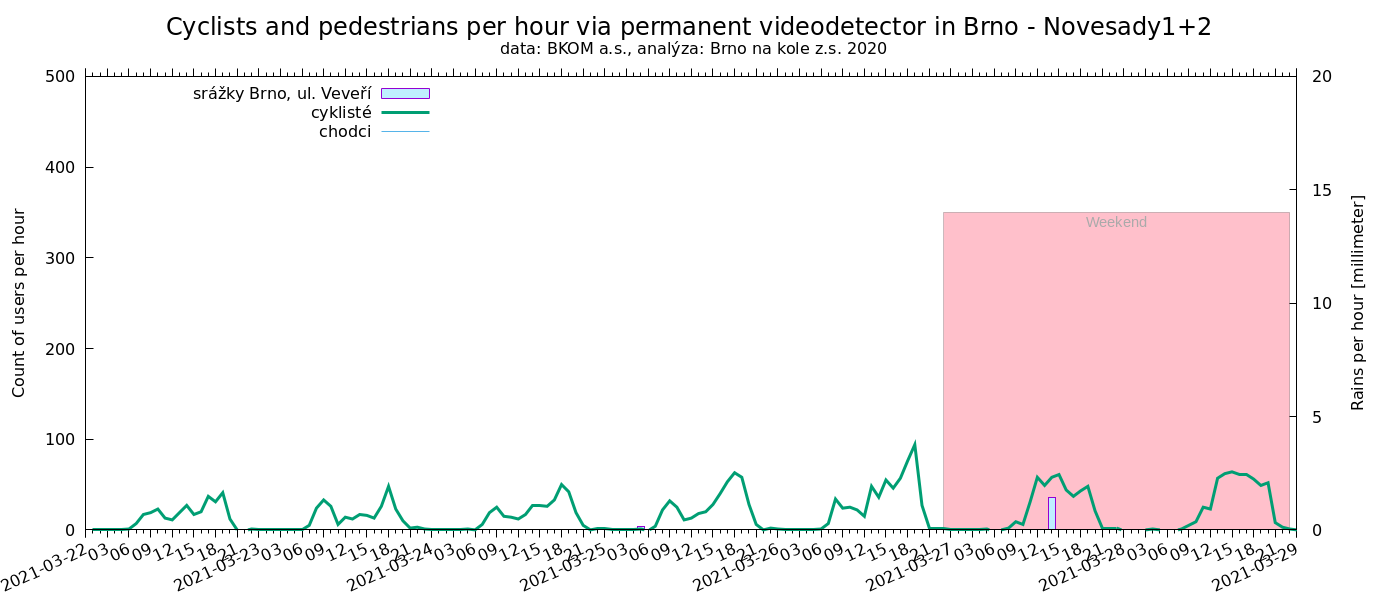 Cyclists and pedestrians per hour via permanent videodetector in Brno - Novesady1+2
data: BKOM a.s., analýza: Brno na kole z.s. 2020
srážky Brno, ul. Veveří
cyklisté
chodci
Weekend
Count of users per hour
500
400
300
200
100
0
Rains per hour [millimeter]
20
15
10
5
0
2021-03-22 03 06 09 12 15 18 21 2021-03-23 03 06 09 12 15 18 21 2021-03-24 03 06 09 12 15 18 21 2021-03-25 03 06 09 12 15 18 21 2021-03-26 03 06 09 12 15 18 21 2021-03-27 03 06 09 12 15 18 21 2021-03-28 03 06 09 12 15 18 21 2021-03-29